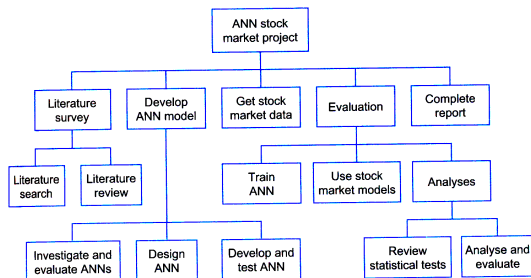 ANN stock
market project
Literature
survey
Develop
ANN model
Get stock
market data
Evaluation
Complete
report
Literature
search
Literature
review
Train
ANN
Use stock
market models
Analyses
Investigate and
evaluate ANNs
Design
ANN
Develop and
test ANN
Review
statistical tests
Analyse and
evaluate